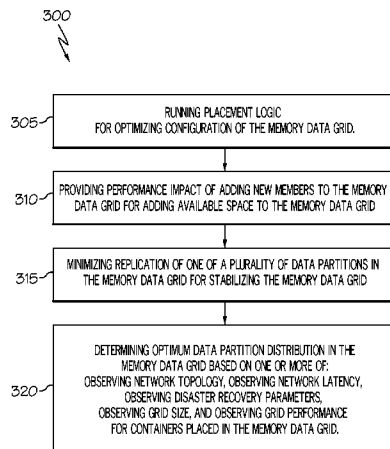 300
305
RUNNING PLACEMENT LOGIC
FOR OPTIMIZING CONFIGURATION OF THE MEMORY DATA GRID.
310
PROVIDING PERFORMANCE IMPACT OF ADDING NEW MEMBERS TO THE MEMORY
DATA GRID FOR ADDING AVAILABLE SPACE TO THE MEMORY DATA GRID
315
MINIMIZING REPLICATION OF ONE OF A PLURALITY OF DATA PARTITIONS IN
THE MEMORY DATA GRID FOR STABILIZING THE MEMORY DATA GRID
320
DETERMINING OPTIMUM DATA PARTITION DISTRIBUTION IN THE
MEMORY DATA GRID BASED ON ONE OR MORE OF:
OBSERVING NETWORK TOPOLOGY, OBSERVING NETWORK LATENCY,
OBSERVING DISASTER RECOVERY PARAMETERS,
OBSERVING GRID SIZE, AND OBSERVING GRID PERFORMANCE
FOR CONTAINERS PLACED IN THE MEMORY DATA GRID.